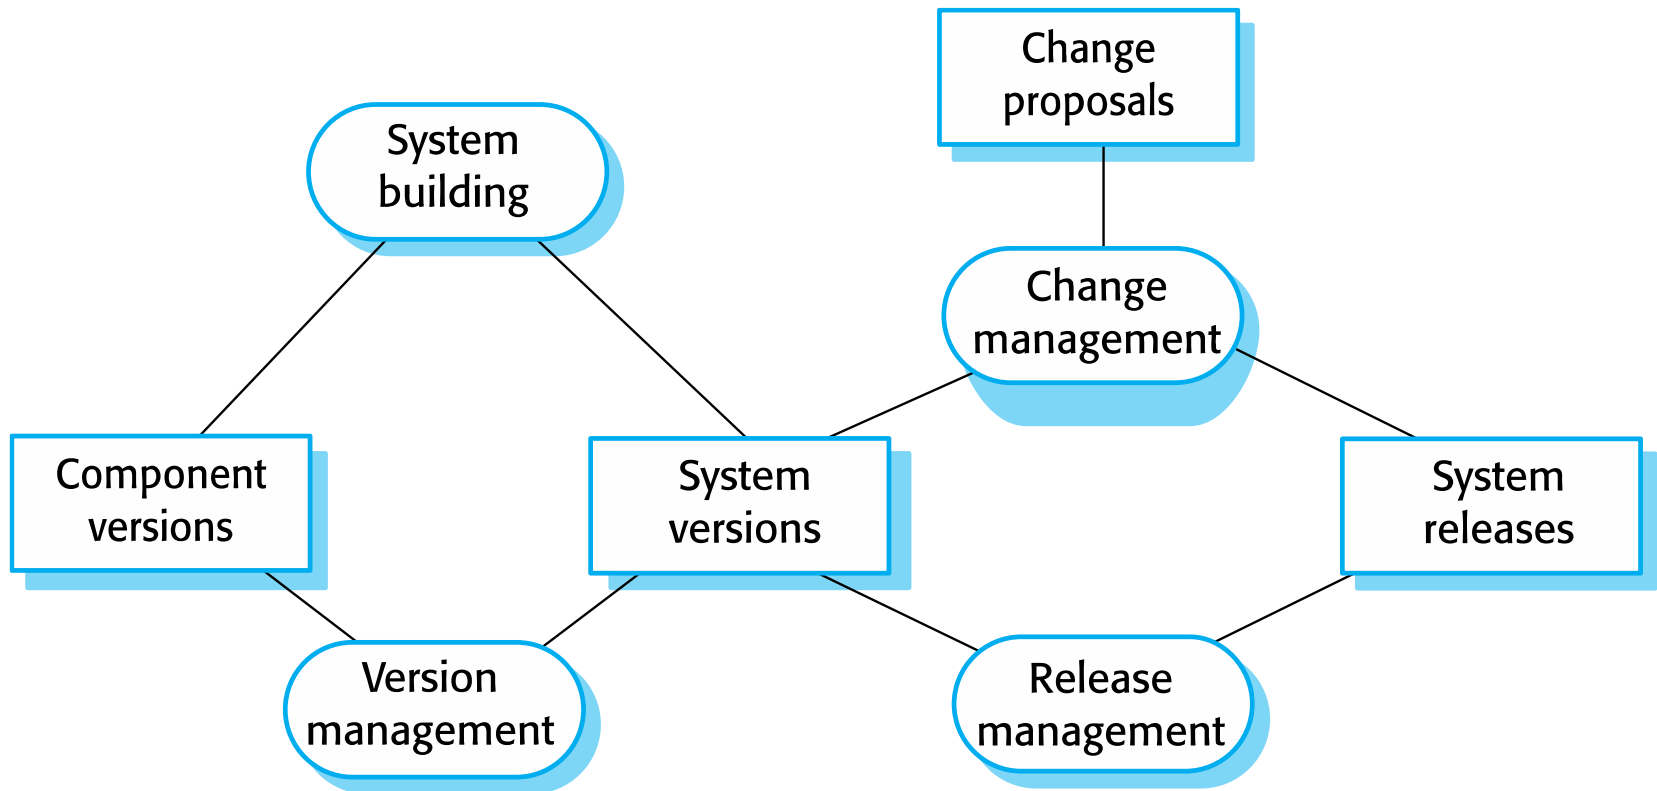 Change
proposals
System
building
Change
management
Component
versions
System
versions
System
releases
Version
management
Release
management